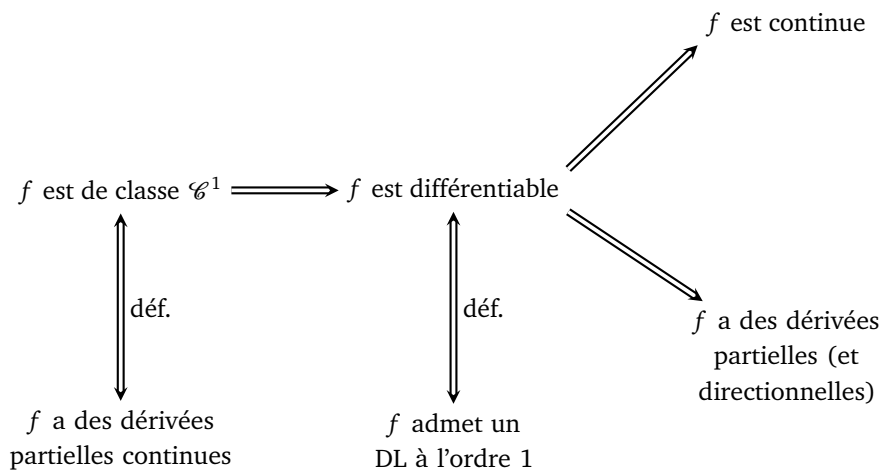 f est continue
f est de classe 𝒞¹
f est différentiable
déf.
déf.
f a des dérivées
partielles (et
directionnelles)
f a des dérivées
partielles continues
f admet un
DL à l'ordre 1